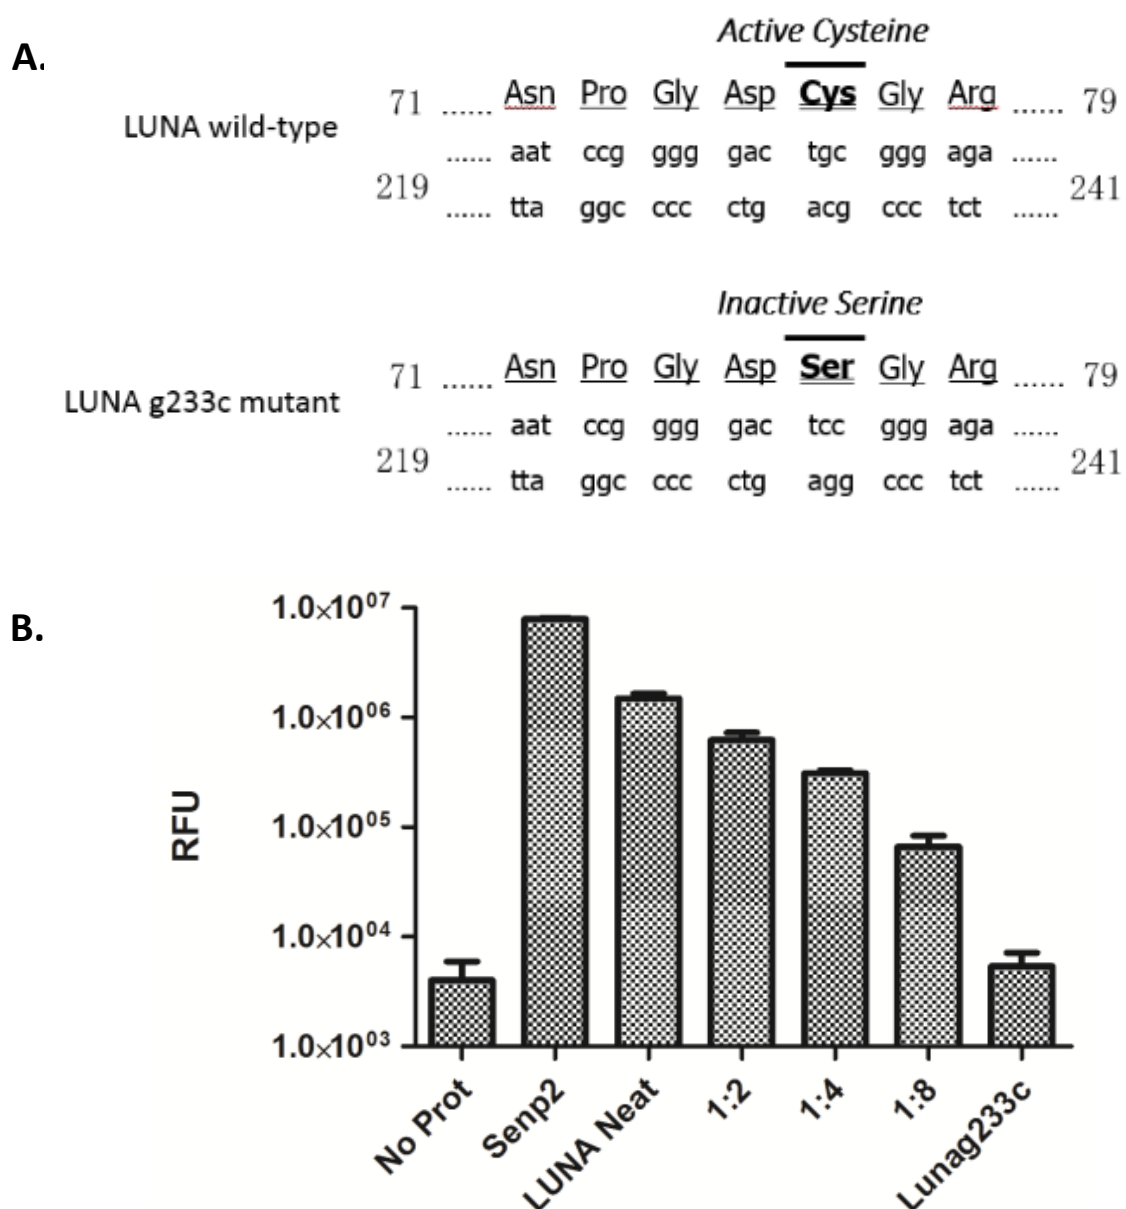 A.
Active Cysteine
LUNA wild-type
71 ...... Asn Pro Gly Asp Cys Gly Arg ...... 79
...... aat ccg ggg gac tgc ggg aga ......
219 241
...... tta ggc ccc ctg acg ccc tct ......
Inactive Serine
LUNA g233c mutant
71 ...... Asn Pro Gly Asp Ser Gly Arg ...... 79
...... aat ccg ggg gac tcc ggg aga ......
219 241
...... tta ggc ccc ctg agg ccc tct ......
B.
RFU
1.0×10⁰⁷
1.0×10⁰⁶
1.0×10⁰⁵
1.0×10⁰⁴
1.0×10⁰³
No Prot
Senp2
LUNA Neat
1:2
1:4
1:8
Lunag233c